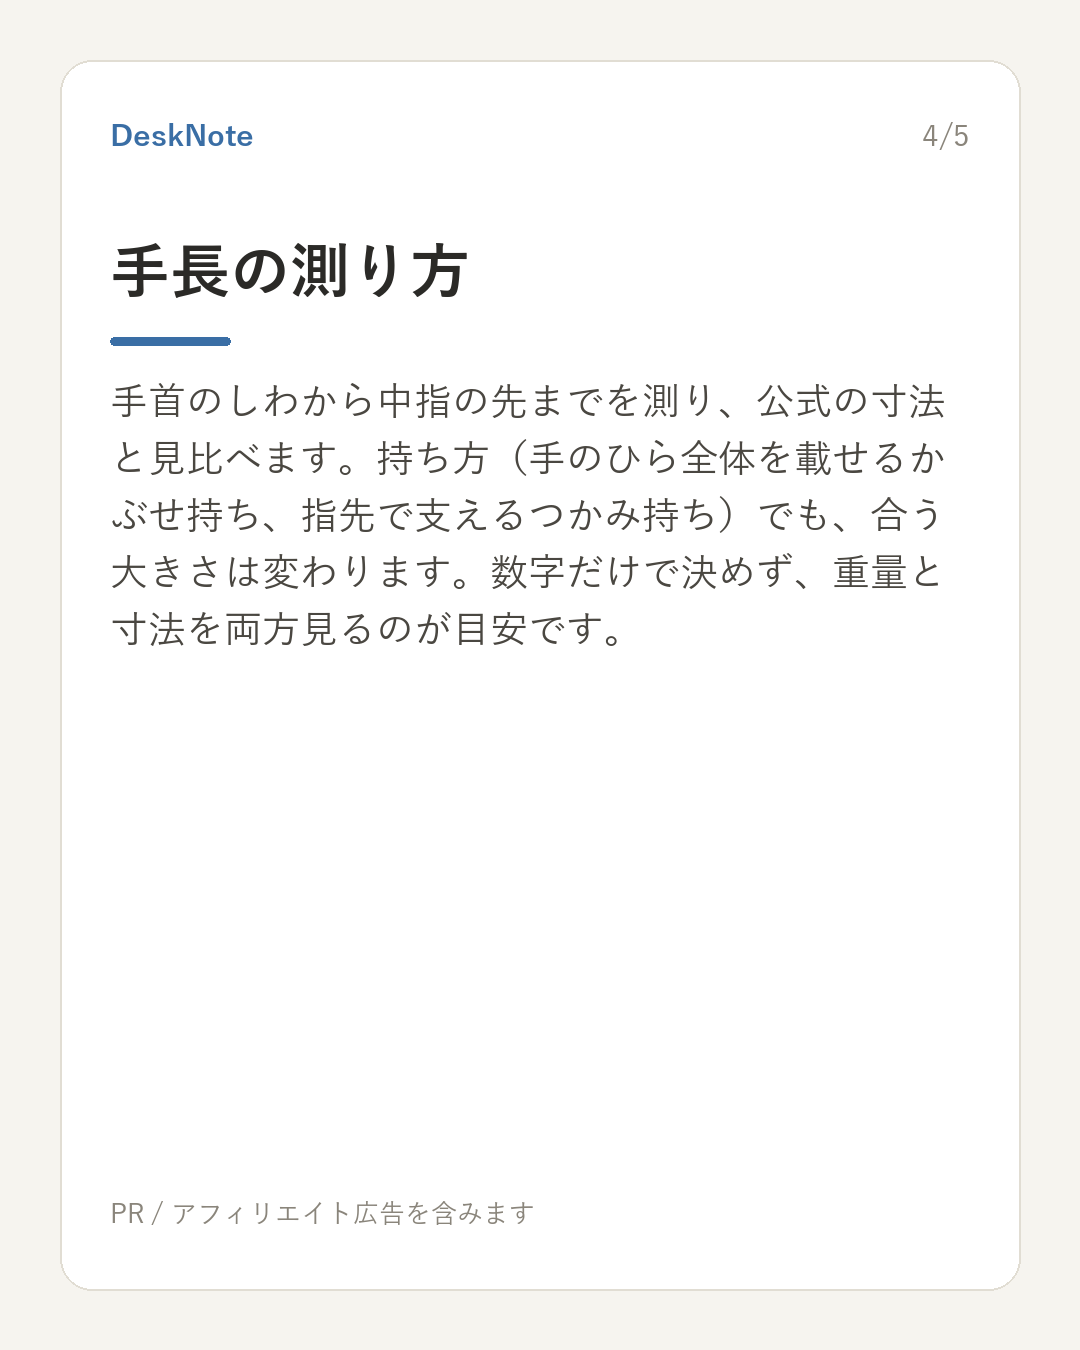 DeskNote
4/5
手長の測り方
手首のしわから中指の先までを測り、公式の寸法
と見比べます。持ち方（手のひら全体を載せるか
ぶせ持ち、指先で支えるつかみ持ち）でも、合う
大きさは変わります。数字だけで決めず、重量と
寸法を両方見るのが目安です。
PR / アフィリエイト広告を含みます